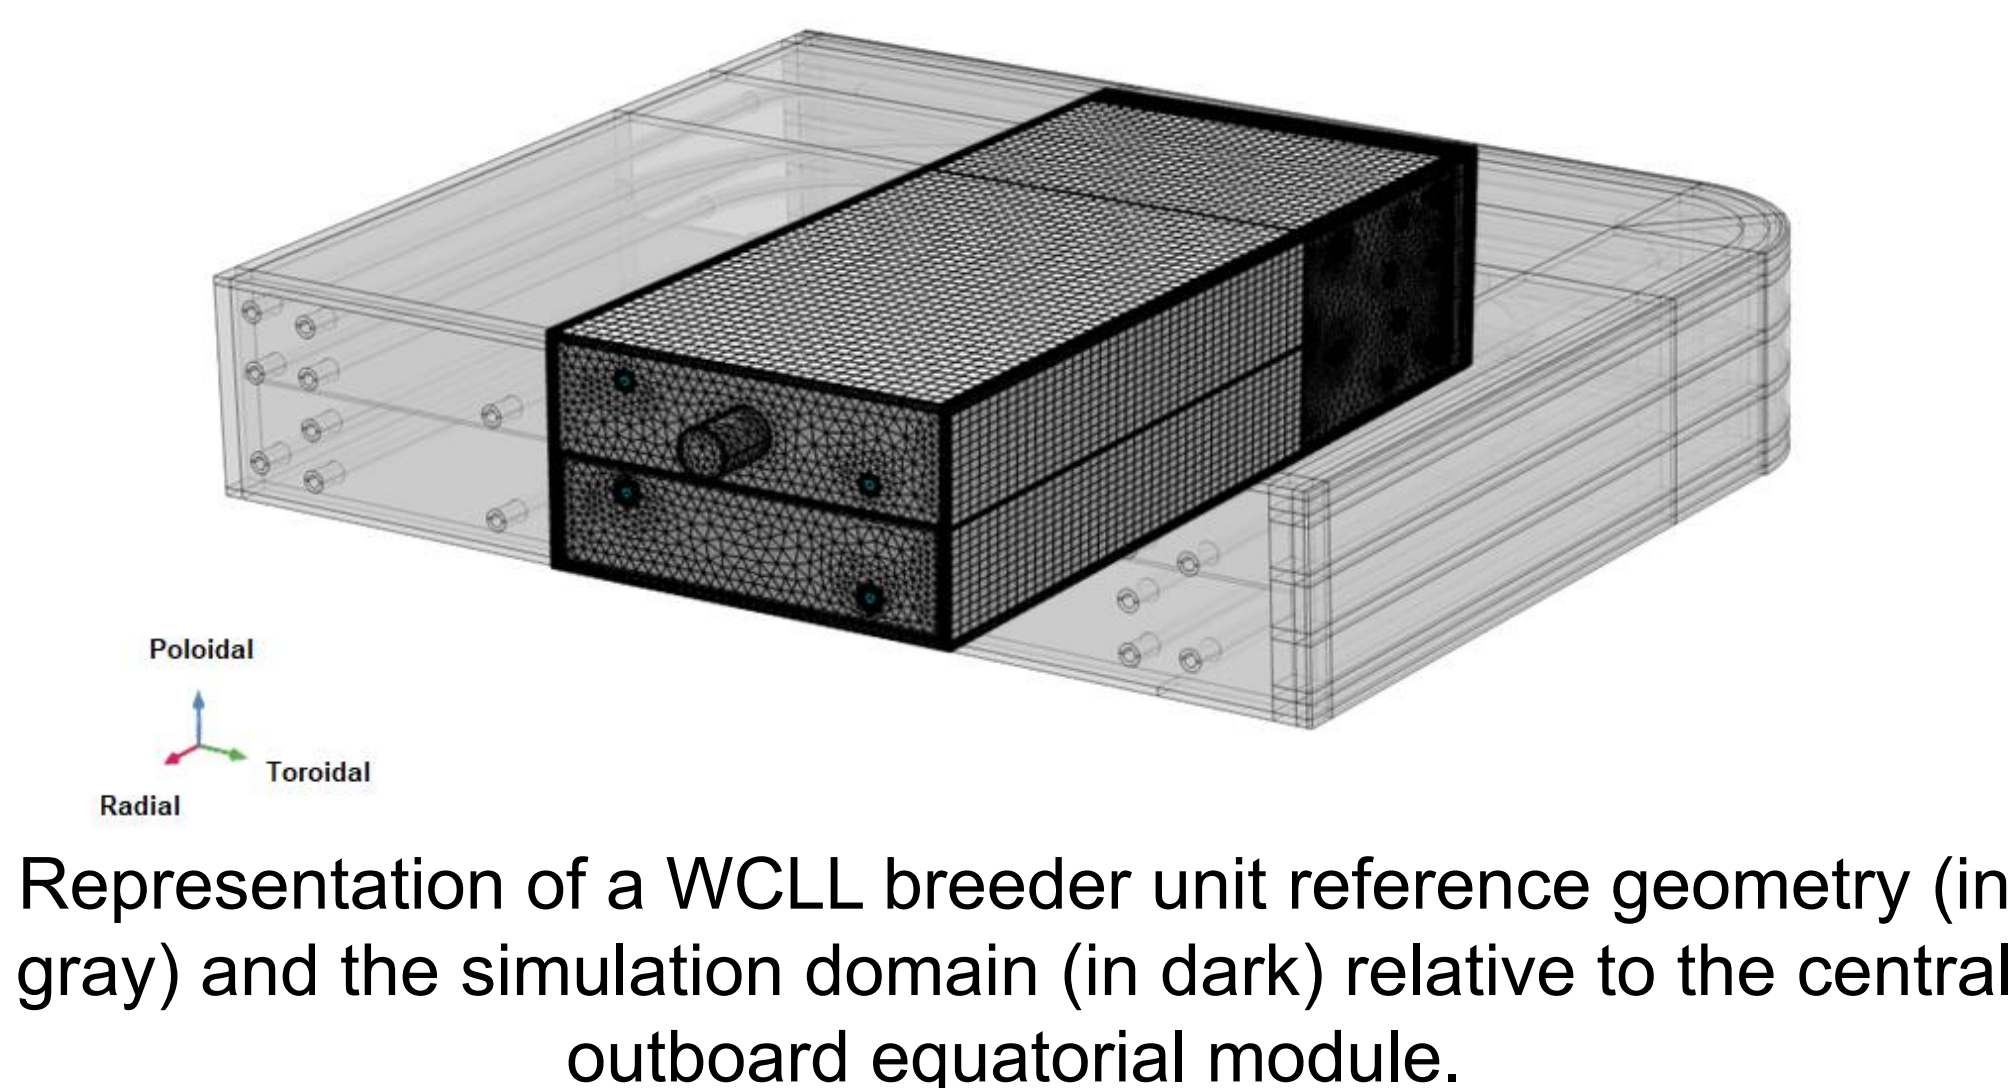 Poloidal
Toroidal
Radial
Representation of a WCLL breeder unit reference geometry (in
gray) and the simulation domain (in dark) relative to the central
outboard equatorial module.